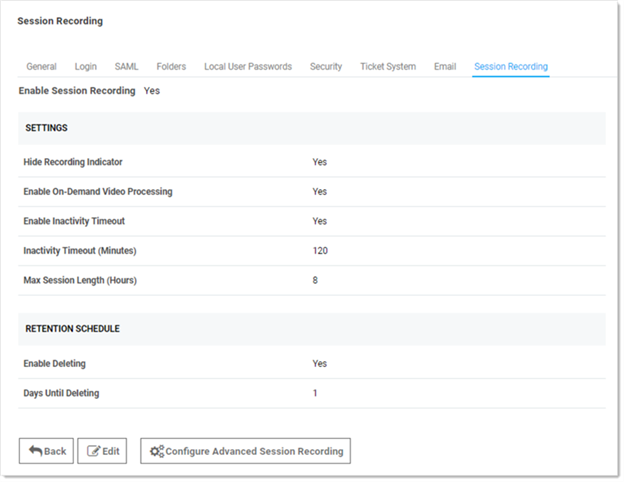 Session Recording
General Login SAML Folders Local User Passwords Security Ticket System Email Session Recording
Enable Session Recording Yes
SETTINGS
Hide Recording Indicator Yes
Enable On-Demand Video Processing Yes
Enable Inactivity Timeout Yes
Inactivity Timeout (Minutes) 120
Max Session Length (Hours) 8
RETENTION SCHEDULE
Enable Deleting Yes
Days Until Deleting 1
Back Edit Configure Advanced Session Recording